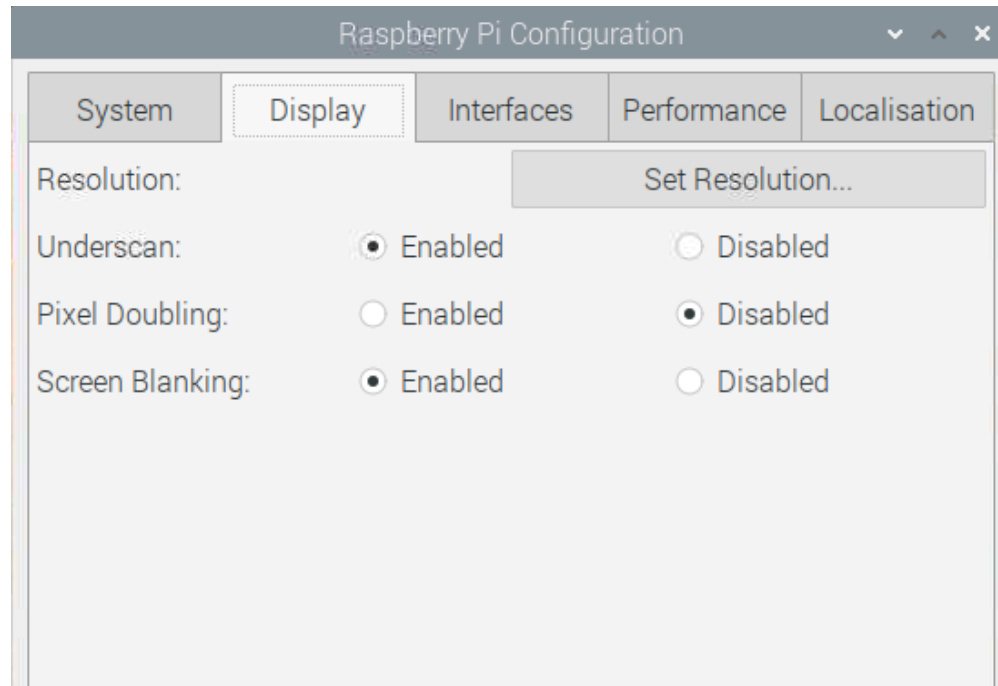 Raspberry Pi Configuration
System Display Interfaces Performance Localisation
Resolution: Set Resolution...
Underscan: Enabled Disabled
Pixel Doubling: Enabled Disabled
Screen Blanking: Enabled Disabled